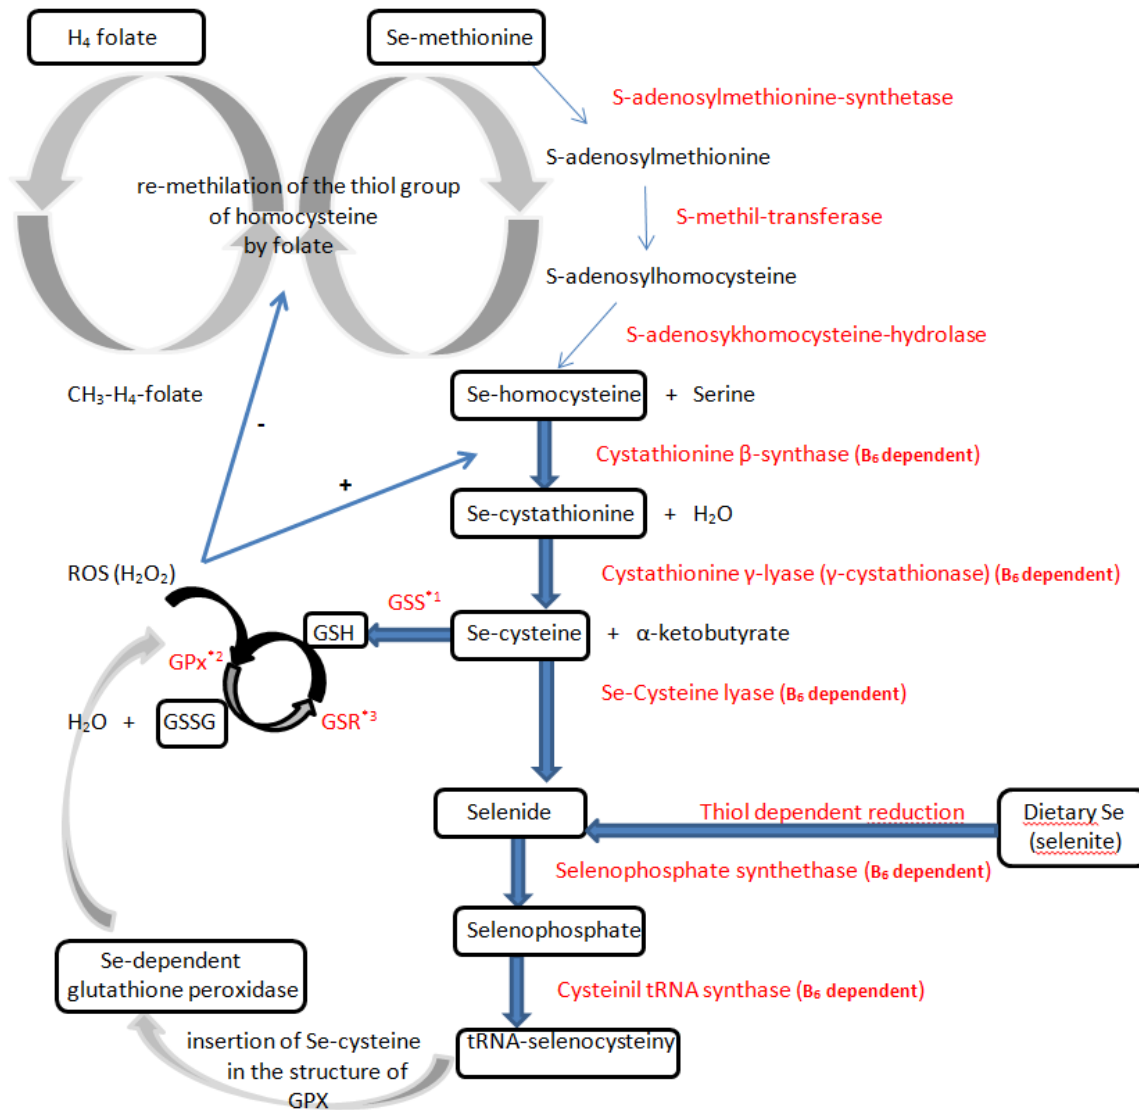 H₄ folate
Se-methionine
S-adenosylmethionine-synthetase
S-adenosylmethionine
re-methilation of the thiol group
of homocysteine
by folate
S-methil-transferase
S-adenosylhomocysteine
S-adenosykhomocysteine-hydrolase
CH₃-H₄-folate
Se-homocysteine + Serine
-
Cystathionine β-synthase (B₆ dependent)
+
Se-cystathionine + H₂O
ROS (H₂O₂)
Cystathionine γ-lyase (γ-cystathionase) (B₆ dependent)
GSS*1
GSH
Se-cysteine + α-ketobutyrate
GPx*2
Se-Cysteine lyase (B₆ dependent)
H₂O + GSSG
GSR*3
Selenide
Thiol dependent reduction
Dietary Se
(selenite)
Selenophosphate synthethase (B₆ dependent)
Selenophosphate
Se-dependent
glutathione peroxidase
Cysteinil tRNA synthase (B₆ dependent)
tRNA-selenocysteiny
insertion of Se-cysteine
in the structure of
GPX